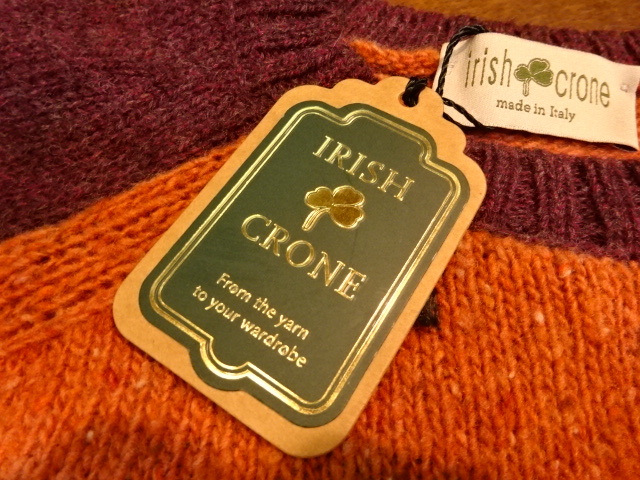 irish crone
made in Italy
IRISH
CRONE
From the yarn
to your wardrobe